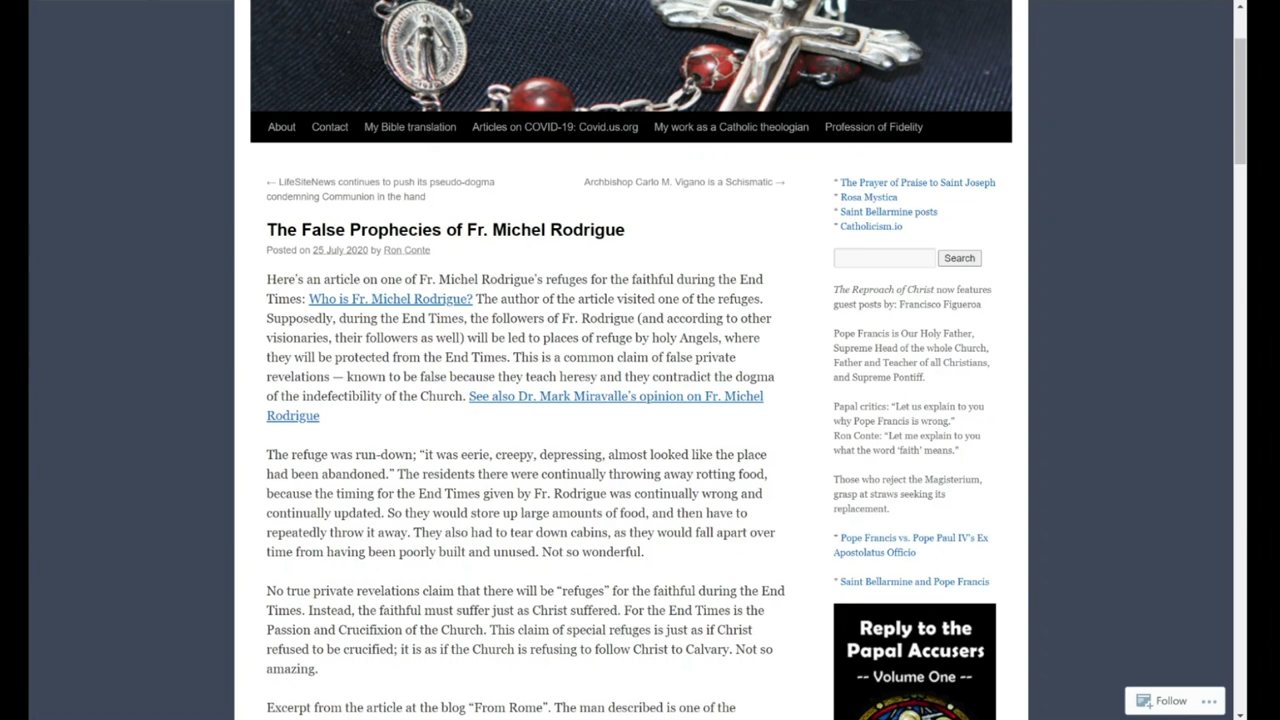 About
Contact
My Bible translation
Articles on COVID-19: Covid.us.org
My work as a Catholic theologian
Profession of Fidelity
← LifeSiteNews continues to push its pseudo-dogma
condemning Communion in the hand
Archbishop Carlo M. Vigano is a Schismatic →
The False Prophecies of Fr. Michel Rodrigue
Posted on 25 July 2020 by Ron Conte
Here's an article on one of Fr. Michel Rodrigue's refuges for the faithful during the End
Times: Who is Fr. Michel Rodrigue? The author of the article visited one of the refuges.
Supposedly, during the End Times, the followers of Fr. Rodrigue (and according to other
visionaries, their followers as well) will be led to places of refuge by holy Angels, where
they will be protected from the End Times. This is a common claim of false private
revelations — known to be false because they teach heresy and they contradict the dogma
of the indefectibility of the Church. See also Dr. Mark Miravalle's opinion on Fr. Michel
Rodrigue
The refuge was run-down; “it was eerie, creepy, depressing, almost looked like the place
had been abandoned.” The residents there were continually throwing away rotting food,
because the timing for the End Times given by Fr. Rodrigue was continually wrong and
continually updated. So they would store up large amounts of food, and then have to
repeatedly throw it away. They also had to tear down cabins, as they would fall apart over
time from having been poorly built and unused. Not so wonderful.
No true private revelations claim that there will be “refuges” for the faithful during the End
Times. Instead, the faithful must suffer just as Christ suffered. For the End Times is the
Passion and Crucifixion of the Church. This claim of special refuges is just as if Christ
refused to be crucified; it is as if the Church is refusing to follow Christ to Calvary. Not so
amazing.
Excerpt from the article at the blog “From Rome”. The man described is one of the
* The Prayer of Praise to Saint Joseph
* Rosa Mystica
* Saint Bellarmine posts
* Catholicism.io
Search
The Reproach of Christ now features
guest posts by: Francisco Figueroa
Pope Francis is Our Holy Father,
Supreme Head of the whole Church,
Father and Teacher of all Christians,
and Supreme Pontiff.
Papal critics: “Let us explain to you
why Pope Francis is wrong.”
Ron Conte: “Let me explain to you
what the word ‘faith’ means.”
Those who reject the Magisterium,
grasp at straws seeking its
replacement.
* Pope Francis vs. Pope Paul IV's Ex
Apostolatus Officio
* Saint Bellarmine and Pope Francis
Reply to the
Papal Accusers
-- Volume One --
Follow